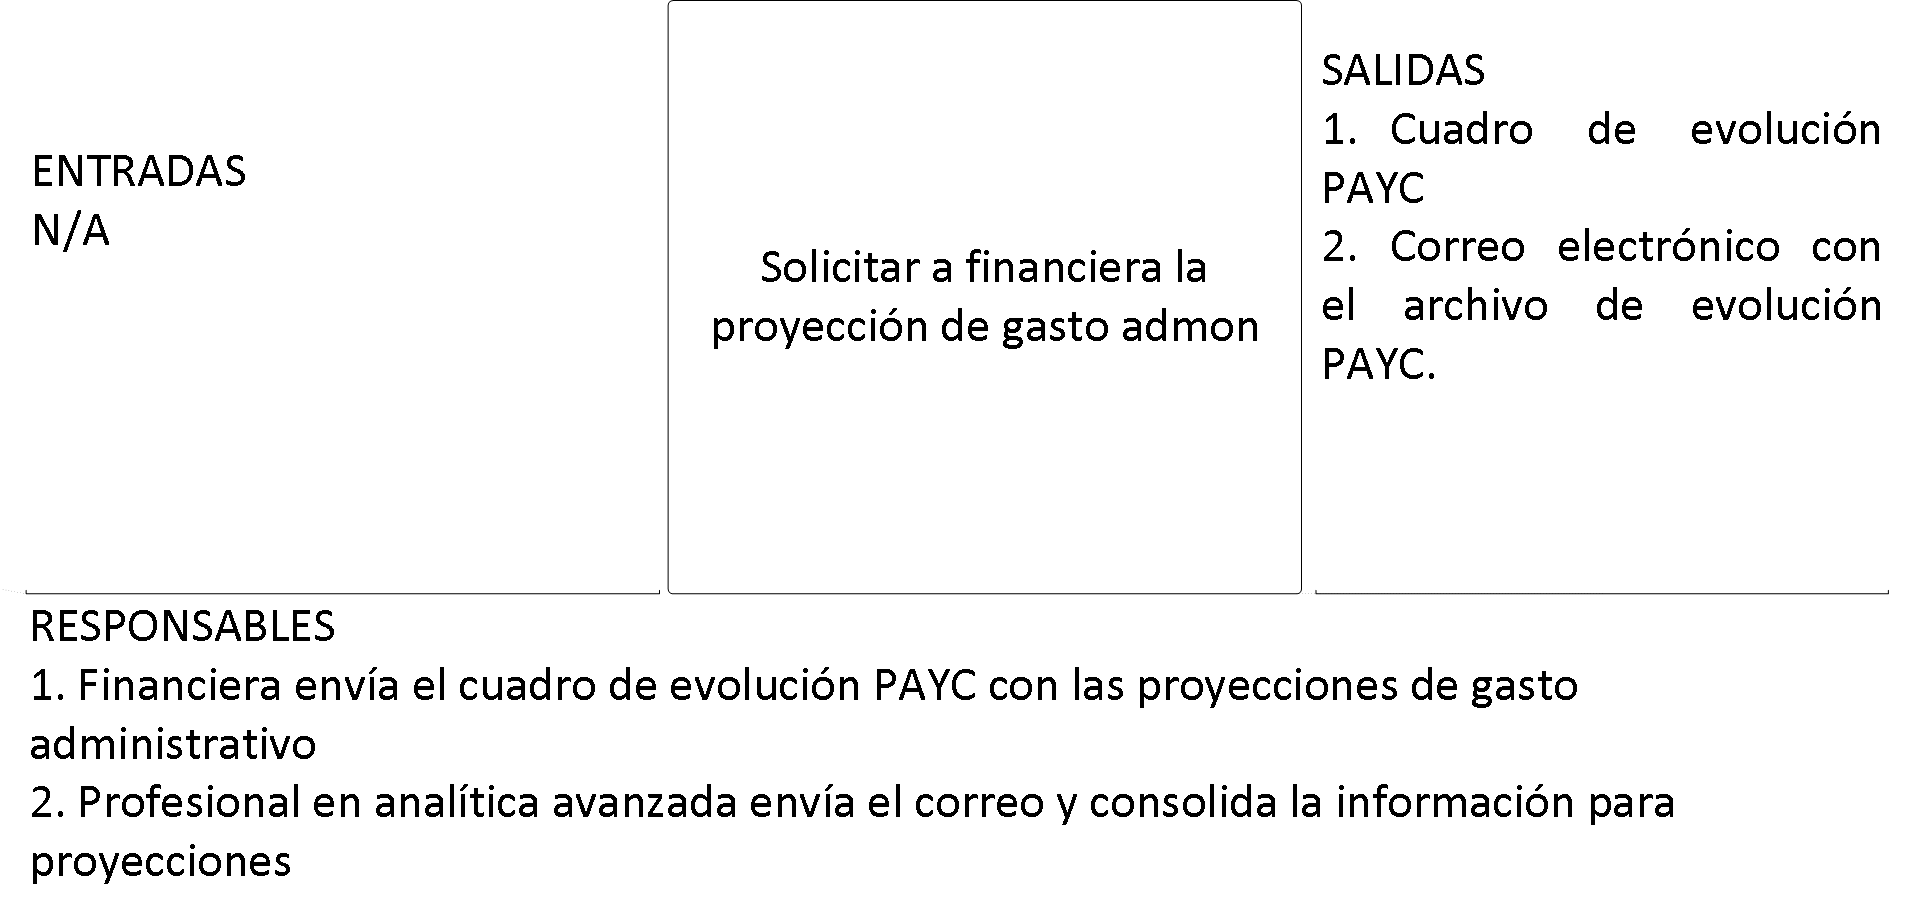 ENTRADAS
N/A
Solicitar a financiera la
proyección de gasto admon
SALIDAS
1. Cuadro de evolución
PAYC
2. Correo electrónico con
el archivo de evolución
PAYC.
RESPONSABLES
1. Financiera envía el cuadro de evolución PAYC con las proyecciones de gasto
administrativo
2. Profesional en analítica avanzada envía el correo y consolida la información para
proyecciones